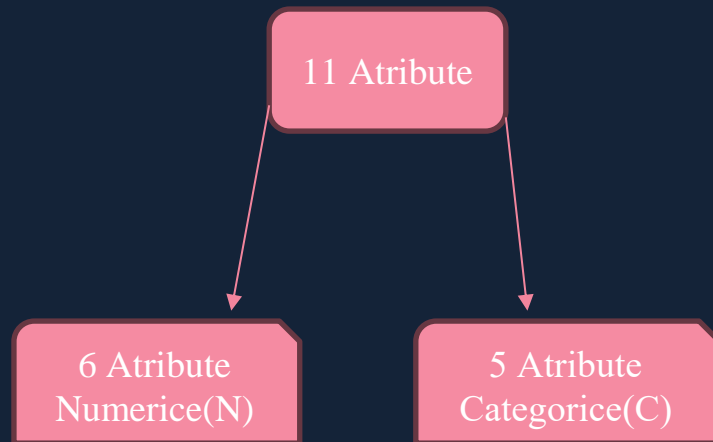 11 Atribute
6 Atribute
Numerice(N)
5 Atribute
Categorice(C)